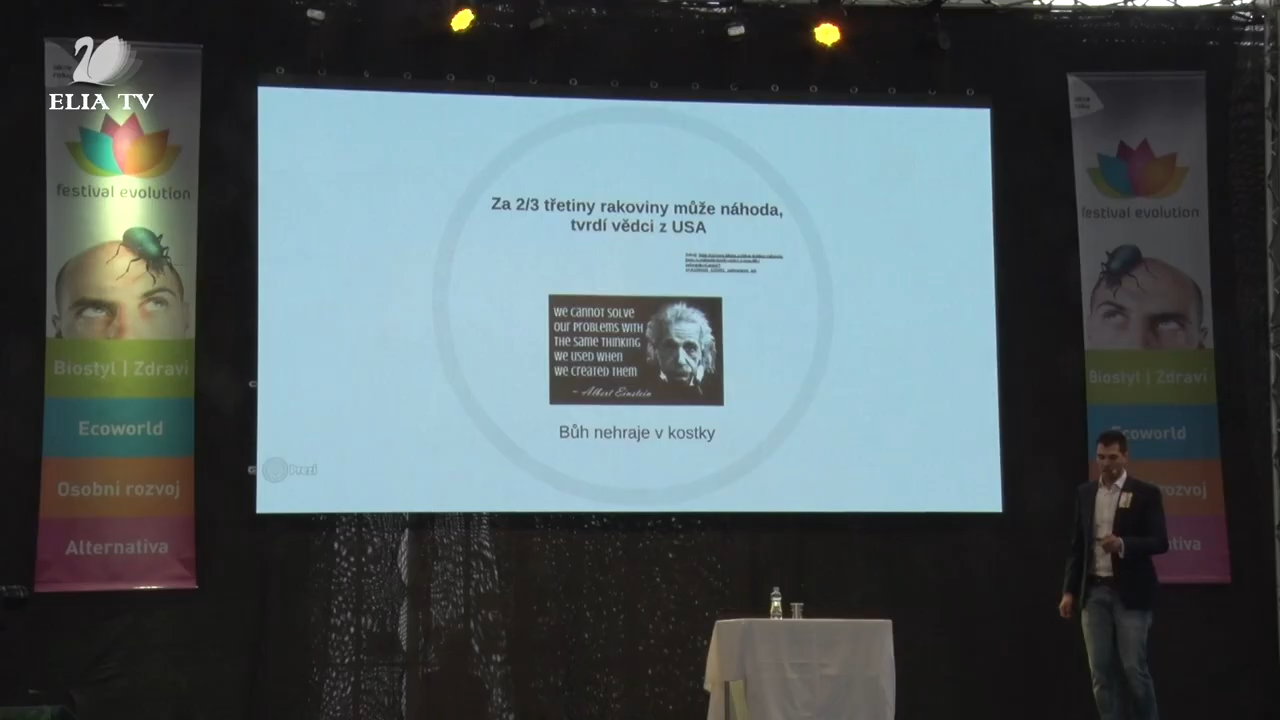 ELIA TV
festival evolution
Biostyl | Zdraví
Ecoworld
Osobní rozvoj
Alternativa
Za 2/3 třetiny rakoviny může náhoda,
tvrdí vědci z USA
WE CANNOT SOLVE
OUR PROBLEMS WITH
THE SAME THINKING
WE USED WHEN
WE CREATED THEM
~ Albert Einstein
Bůh nehraje v kostky
Prezi
festival evolution
Biostyl | Zdraví
Ecoworld
rozvoj
ativa